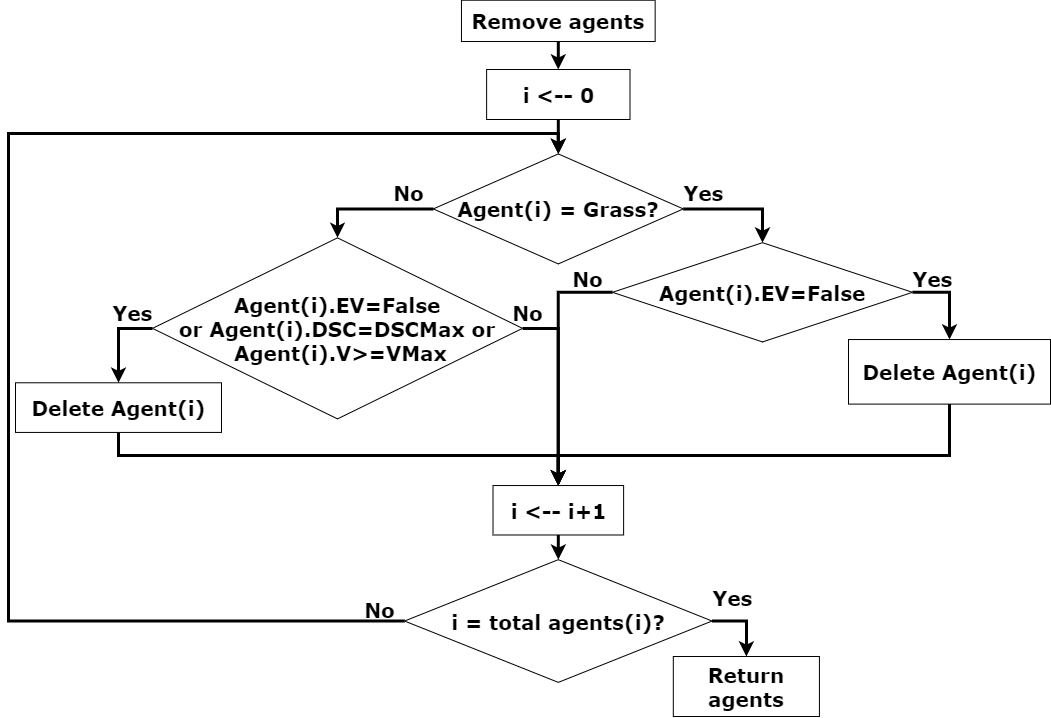 Remove agents
i <-- 0
No
Yes
Agent(i) = Grass?
No
Yes
Agent(i).EV=False
Yes
No
Agent(i).EV=False
or Agent(i).DSC=DSCMax or
Agent(i).V>=VMax
Delete Agent(i)
Delete Agent(i)
i <-- i+1
No
Yes
i = total agents(i)?
Return
agents